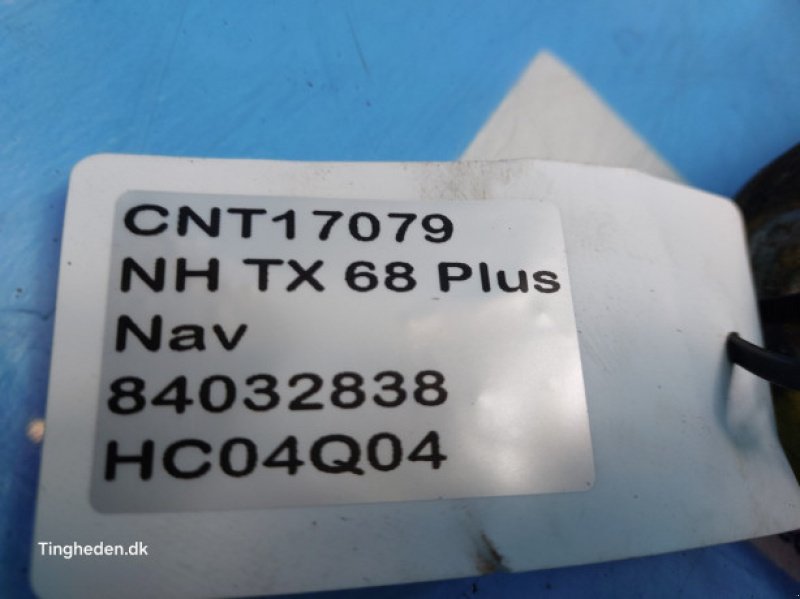 CNT17079
NH TX 68 Plus
Nav
84032838
HC04Q04
Tingheden.dk